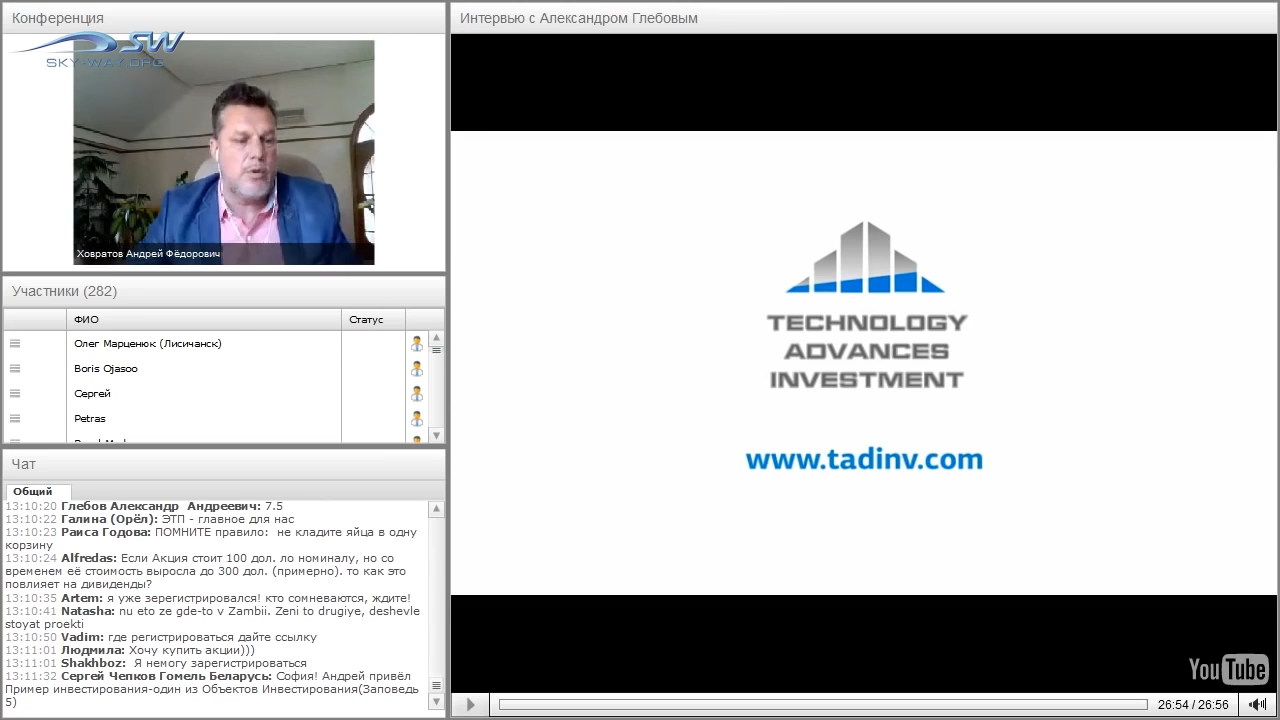 Конференция
SW
SKY-WAY.ORG
Ховратов Андрей Фёдорович
Участники (282)
ФИО Статус
Олег Марценюк (Лисичанск)
Boris Ojasoo
Сергей
Petras
Чат
Общий
13:10:20 Глебов Александр Андреевич: 7.5
13:10:22 Галина (Орёл): ЭТП - главное для нас
13:10:23 Раиса Годова: ПОМНИТЕ правило: не кладите яйца в одну
корзину
13:10:24 Alfredas: Если Акция стоит 100 дол. ло номиналу, но со
временем её стоимость выросла до 300 дол. (примерно). то как это
повлияет на дивиденды?
13:10:35 Artem: я уже зерегистрировался! кто сомневаются, ждите!
13:10:41 Natasha: nu eto ze gde-to v Zambii. Zeni to drugiye, deshevle
stoyat proekti
13:10:50 Vadim: где регистрироваться дайте ссылку
13:11:01 Людмила: Хочу купить акции)))
13:11:01 Shakhboz: Я немогу зарегистрироваться
13:11:32 Сергей Чепков Гомель Беларусь: София! Андрей привёл
Пример инвестирования-один из Объектов Инвестирования(Заповедь
5)
Интервью с Александром Глебовым
TECHNOLOGY
ADVANCES
INVESTMENT
www.tadinv.com
YouTube
26:54 / 26:56